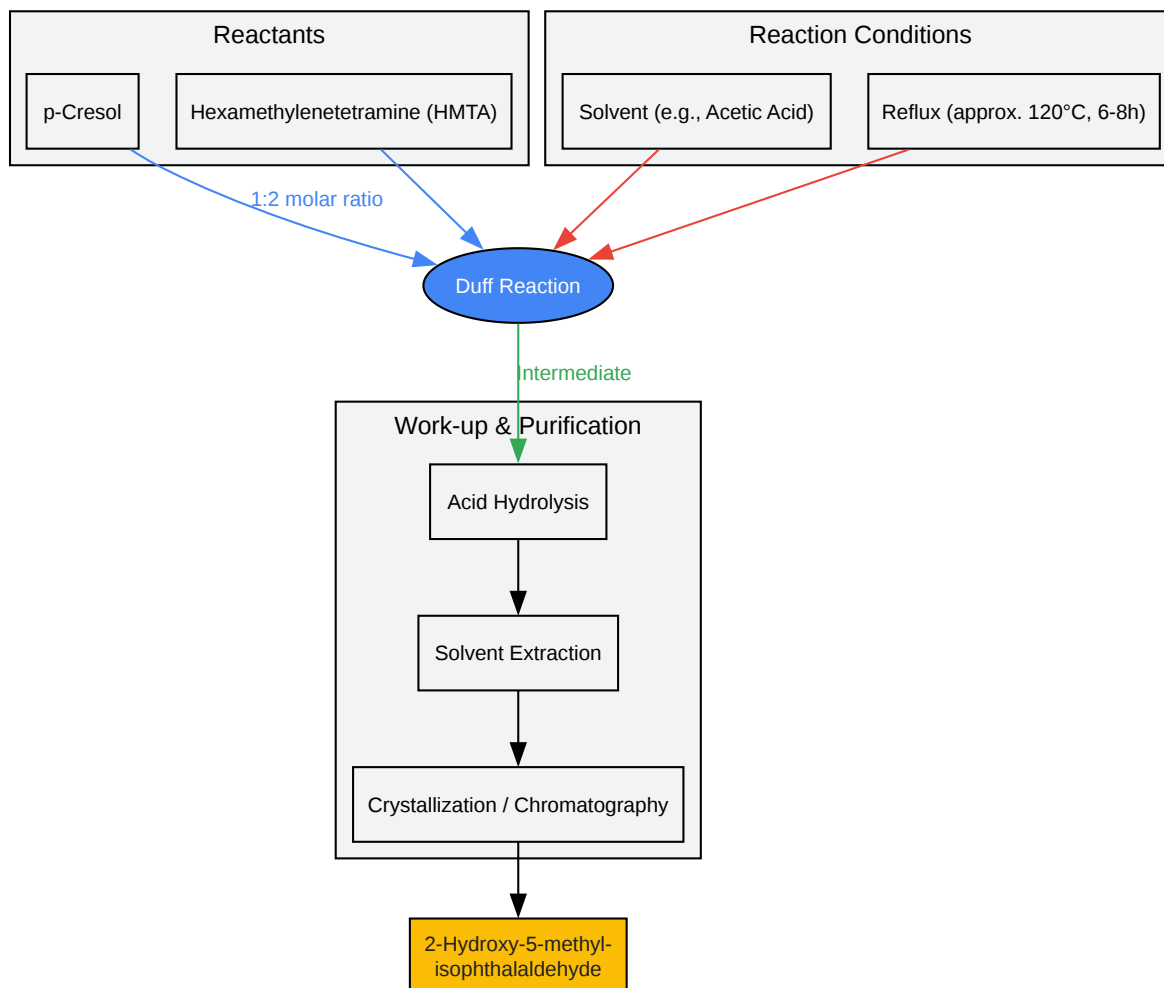 Reactants
Reaction Conditions
p-Cresol
Hexamethylenetetramine (HMTA)
Solvent (e.g., Acetic Acid)
Reflux (approx. 120°C, 6-8h)
1:2 molar ratio
Duff Reaction
Intermediate
Work-up & Purification
Acid Hydrolysis
Solvent Extraction
Crystallization / Chromatography
2-Hydroxy-5-methyl-
isophthalaldehyde